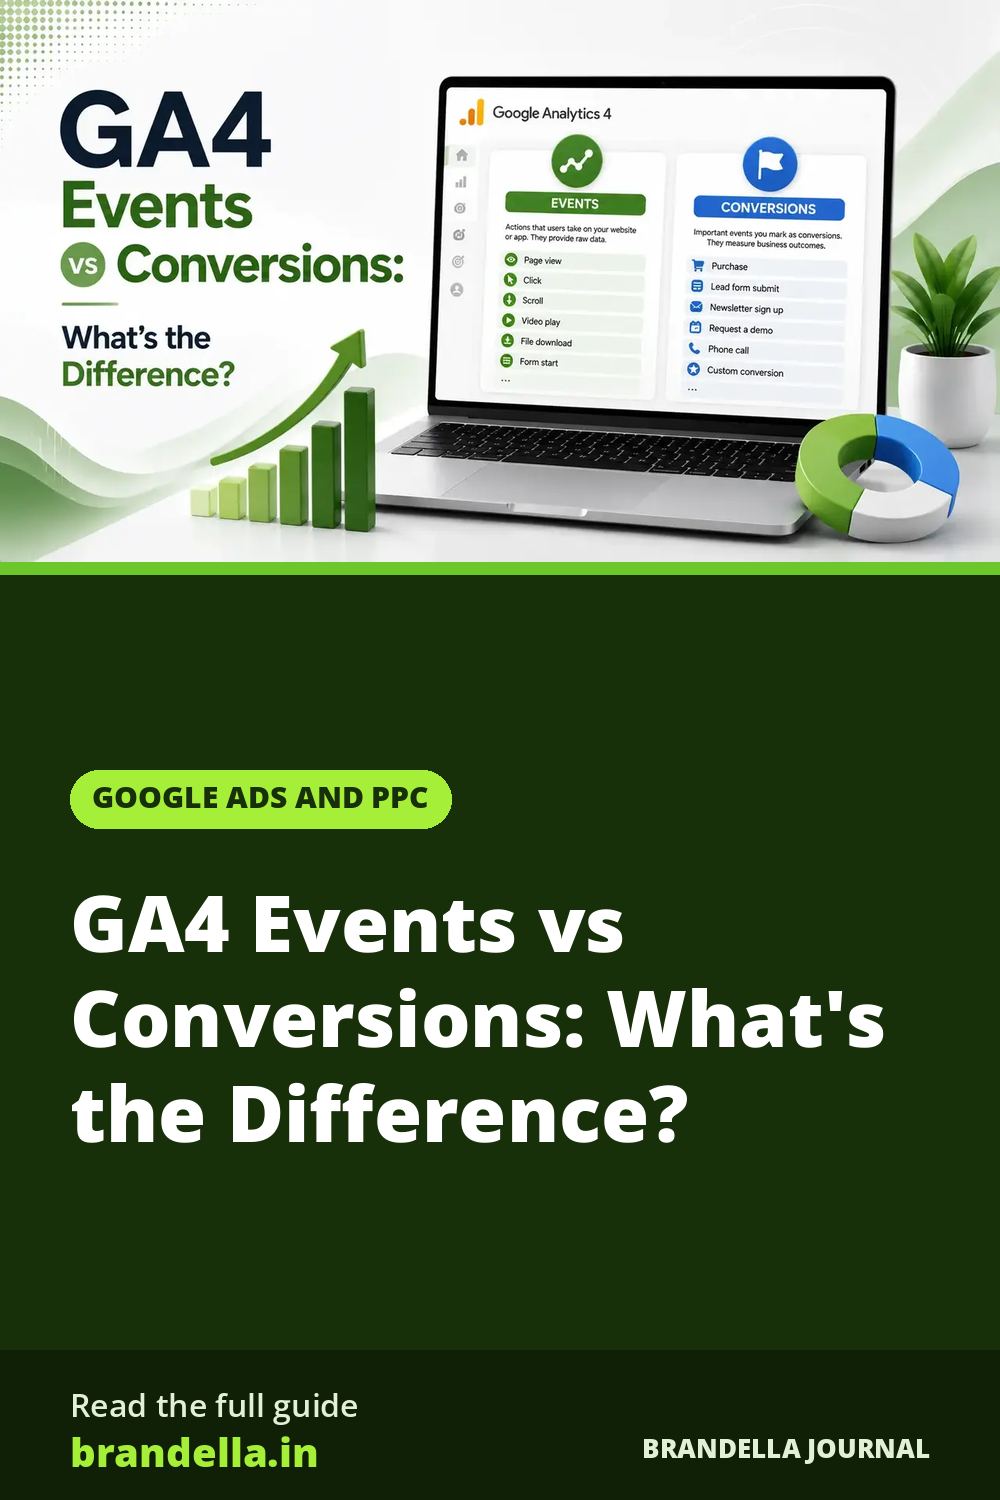 GA4
Events
vs Conversions:
What's the
Difference?
Google Analytics 4
EVENTS
Actions that users take on your website
or app. They provide raw data.
Page view
Click
Scroll
Video play
File download
Form start
...
CONVERSIONS
Important events you mark as conversions.
They measure business outcomes.
Purchase
Lead form submit
Newsletter sign up
Request a demo
Phone call
Custom conversion
...
GOOGLE ADS AND PPC
GA4 Events vs
Conversions: What's
the Difference?
Read the full guide
brandella.in
BRANDELLA JOURNAL